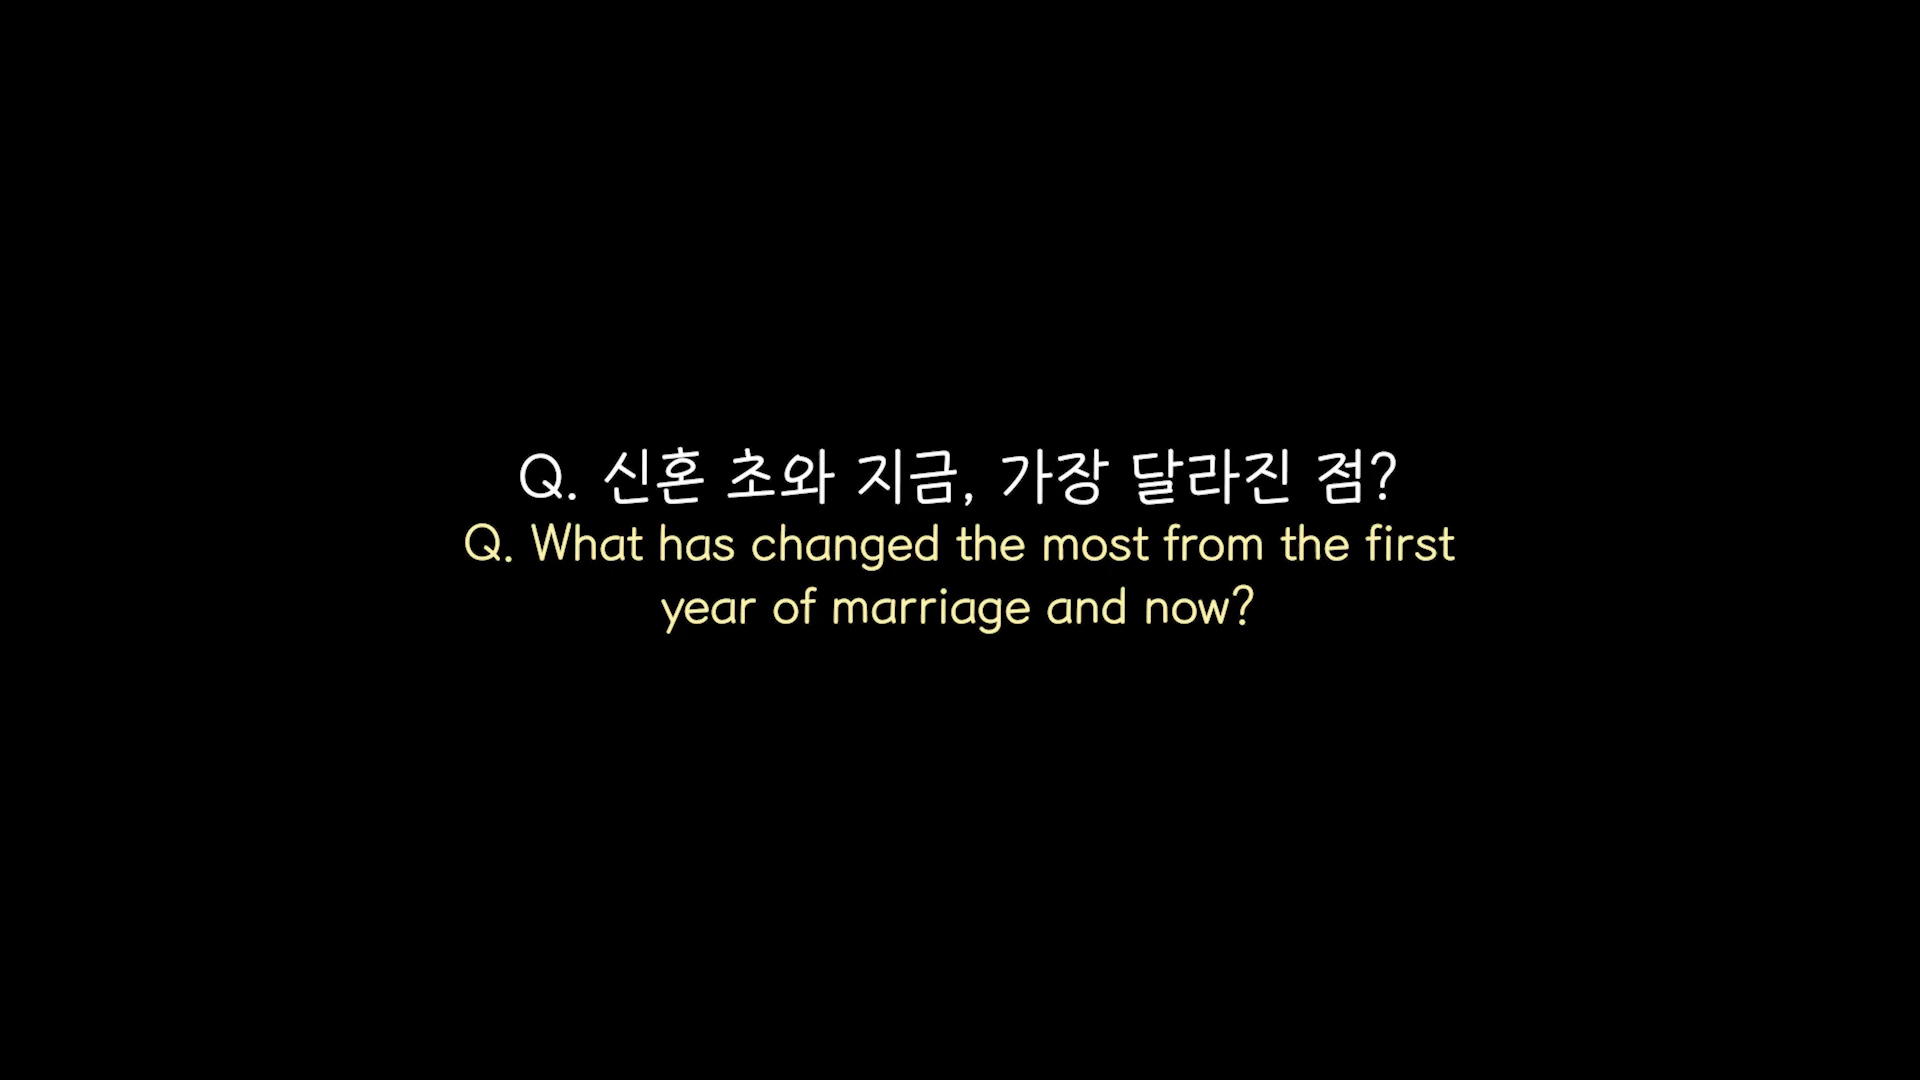 Q. 신혼 초와 지금, 가장 달라진 점?
Q. What has changed the most from the first
year of marriage and now?